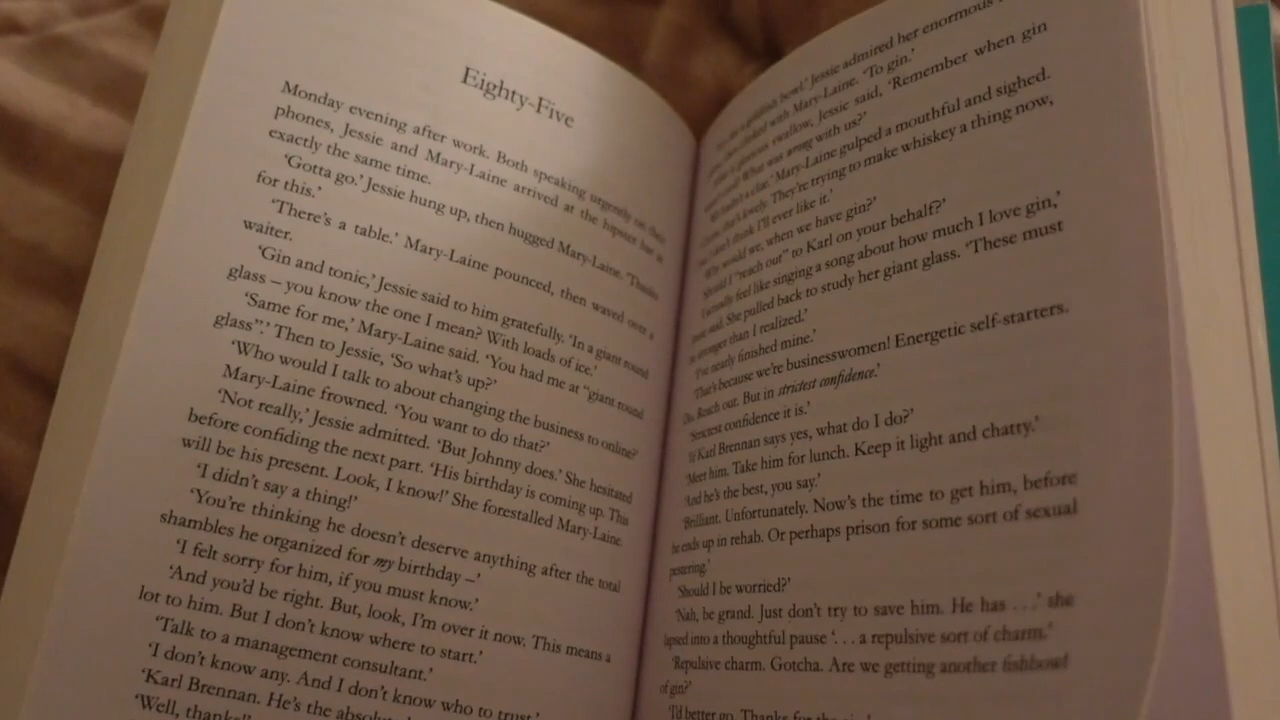 Eighty-Five
Monday evening after work. Both speaking urgently on their
phones, Jessie and Mary-Laine arrived at the hipster bar at
exactly the same time.
‘Gotta go.’ Jessie hung up, then hugged Mary-Laine. ‘Thanks
for this.’
‘There’s a table.’ Mary-Laine pounced, then waved over a
waiter.
‘Gin and tonic,’ Jessie said to him gratefully. ‘In a giant round
glass – you know the one I mean? With loads of ice.’
‘Same for me,’ Mary-Laine said. ‘You had me at “giant round
glass”.’ Then to Jessie, ‘So what’s up?’
‘Who would I talk to about changing the business to online?’
Mary-Laine frowned. ‘You want to do that?’
‘Not really,’ Jessie admitted. ‘But Johnny does.’ She hesitated
before confiding the next part. ‘His birthday is coming up. This
will be his present. Look, I know!’ She forestalled Mary-Laine.
‘I didn’t say a thing!’
‘You’re thinking he doesn’t deserve anything after the total
shambles he organized for my birthday –’
‘I felt sorry for him, if you must know.’
‘And you’d be right. But, look, I’m over it now. This means a
lot to him. But I don’t know where to start.’
‘Talk to a management consultant.’
‘I don’t know any. And I don’t know who to trust.’
‘Karl Brennan. He’s the
‘Well,
bowl.’ Jessie admired her enormous
clinked with Mary-Laine. ‘To gin.’
glorious swallow, Jessie said, ‘Remember when gin
What was wrong with us?’
a clue.’ Mary-Laine gulped a mouthful and sighed.
lovely. They’re trying to make whiskey a thing now,
think I’ll ever like it.’
‘Why would we, when we have gin?’
‘Should I “reach out” to Karl on your behalf?’
actually feel like singing a song about how much I love gin,’
said. She pulled back to study her giant glass. ‘These must
be stronger than I realized.’
‘I’ve nearly finished mine.’
‘That’s because we’re businesswomen! Energetic self-starters.
Reach out. But in strictest confidence.’
‘Strictest confidence it is.’
‘If Karl Brennan says yes, what do I do?’
‘Meet him. Take him for lunch. Keep it light and chatty.’
‘And he’s the best, you say.’
‘Brilliant. Unfortunately. Now’s the time to get him, before
he ends up in rehab. Or perhaps prison for some sort of sexual
pestering.’
‘Should I be worried?’
‘Nah, be grand. Just don’t try to save him. He has . . .’ she
lapsed into a thoughtful pause ‘. . . a repulsive sort of charm.’
‘Repulsive charm. Gotcha. Are we getting another fishbowl
of gin?’
‘I’d better go. Thanks for the